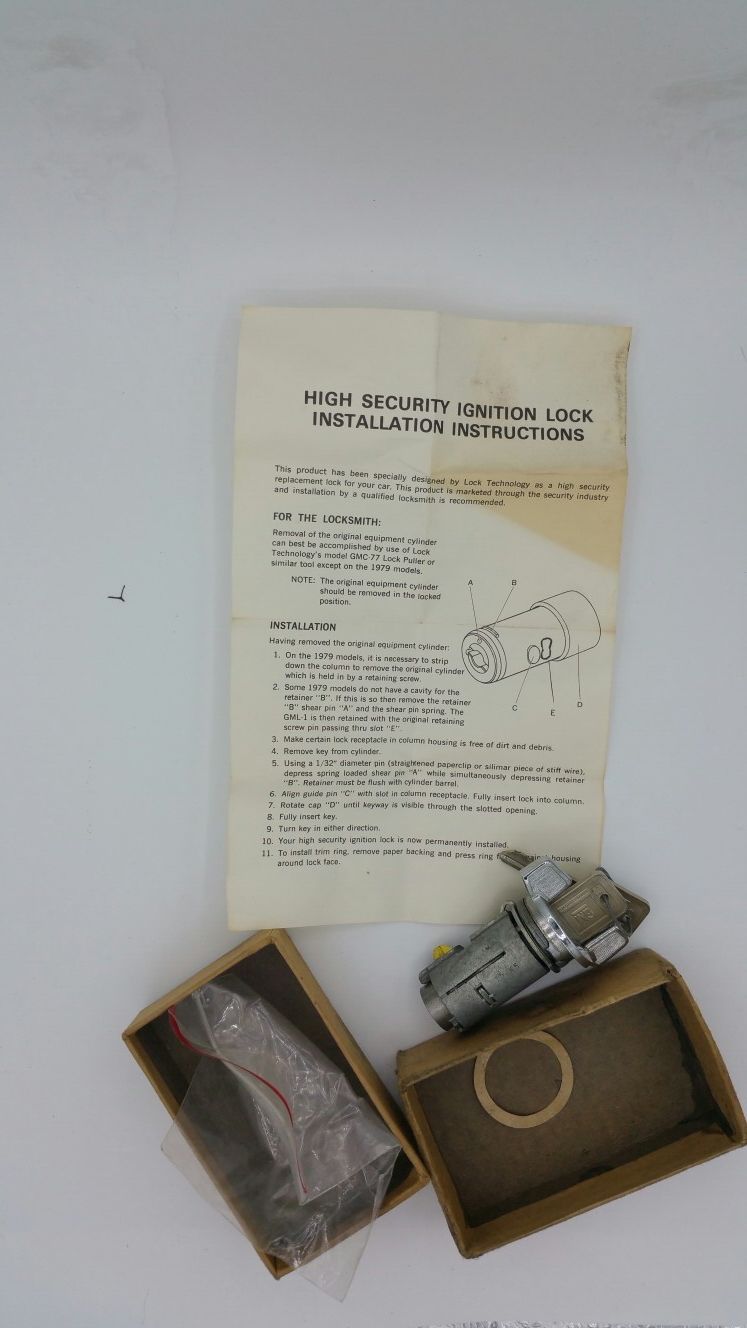 HIGH SECURITY IGNITION LOCK
INSTALLATION INSTRUCTIONS
This product has been specially designed by Lock Technology as a high security
replacement lock for your car. This product is marketed through the security industry
and installation by a qualified locksmith is recommended.
FOR THE LOCKSMITH:
Removal of the original equipment cylinder
can best be accomplished by use of Lock
Technology's model GMC-77 Lock Puller or
similar tool except on the 1979 models.
NOTE: The original equipment cylinder
should be removed in the locked
position.
A B
INSTALLATION
Having removed the original equipment cylinder:
1. On the 1979 models, it is necessary to strip
down the column to remove the original cylinder
which is held in by a retaining screw.
2. Some 1979 models do not have a cavity for the
retainer "B". If this is so then remove the retainer
"B" shear pin "A" and the shear pin spring. The
GML-1 is then retained with the original retaining
screw pin passing thru slot "E".
C E D
3. Make certain lock receptacle in column housing is free of dirt and debris.
4. Remove key from cylinder.
5. Using a 1/32" diameter pin (straightened paperclip or silimar piece of stiff wire),
depress spring loaded shear pin "A" while simultaneously depressing retainer
"B". Retainer must be flush with cylinder barrel.
6. Align guide pin "C" with slot in column receptacle. Fully insert lock into column.
7. Rotate cap "D" until keyway is visible through the slotted opening.
8. Fully insert key.
9. Turn key in either direction.
10. Your high security ignition lock is now permanently installed.
11. To install trim ring, remove paper backing and press ring housing
around lock face.